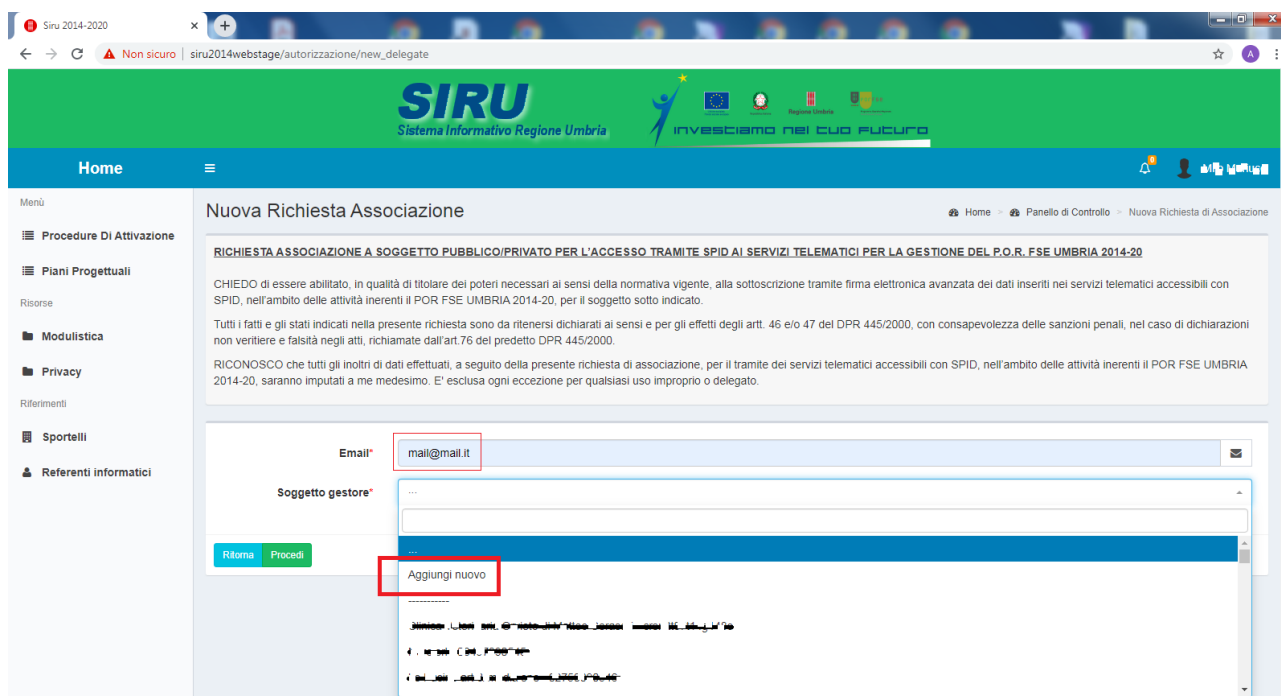 Siru 2014-2020
Non sicuro | siru2014webstage/autorizzazione/new_delegate
A
SIRU
Sistema Informativo Regione Umbria
Regione Umbria
investiamo nel tuo futuro
Home
0
Menù
Procedure Di Attivazione
Piani Progettuali
Risorse
Modulistica
Privacy
Riferimenti
Sportelli
Referenti informatici
Nuova Richiesta Associazione
Home > Panello di Controllo > Nuova Richiesta di Associazione
RICHIESTA ASSOCIAZIONE A SOGGETTO PUBBLICO/PRIVATO PER L'ACCESSO TRAMITE SPID AI SERVIZI TELEMATICI PER LA GESTIONE DEL P.O.R. FSE UMBRIA 2014-20
CHIEDO di essere abilitato, in qualità di titolare dei poteri necessari ai sensi della normativa vigente, alla sottoscrizione tramite firma elettronica avanzata dei dati inseriti nei servizi telematici accessibili con
SPID, nell'ambito delle attività inerenti il POR FSE UMBRIA 2014-20, per il soggetto sotto indicato.
Tutti i fatti e gli stati indicati nella presente richiesta sono da ritenersi dichiarati ai sensi e per gli effetti degli artt. 46 e/o 47 del DPR 445/2000, con consapevolezza delle sanzioni penali, nel caso di dichiarazioni
non veritiere e falsità negli atti, richiamate dall'art.76 del predetto DPR 445/2000.
RICONOSCO che tutti gli inoltri di dati effettuati, a seguito della presente richiesta di associazione, per il tramite dei servizi telematici accessibili con SPID, nell'ambito delle attività inerenti il POR FSE UMBRIA
2014-20, saranno imputati a me medesimo. E' esclusa ogni eccezione per qualsiasi uso improprio o delegato.
Email*
mail@mail.it
Soggetto gestore*
...
Ritorna
Procedi
...
Aggiungi nuovo
-----------